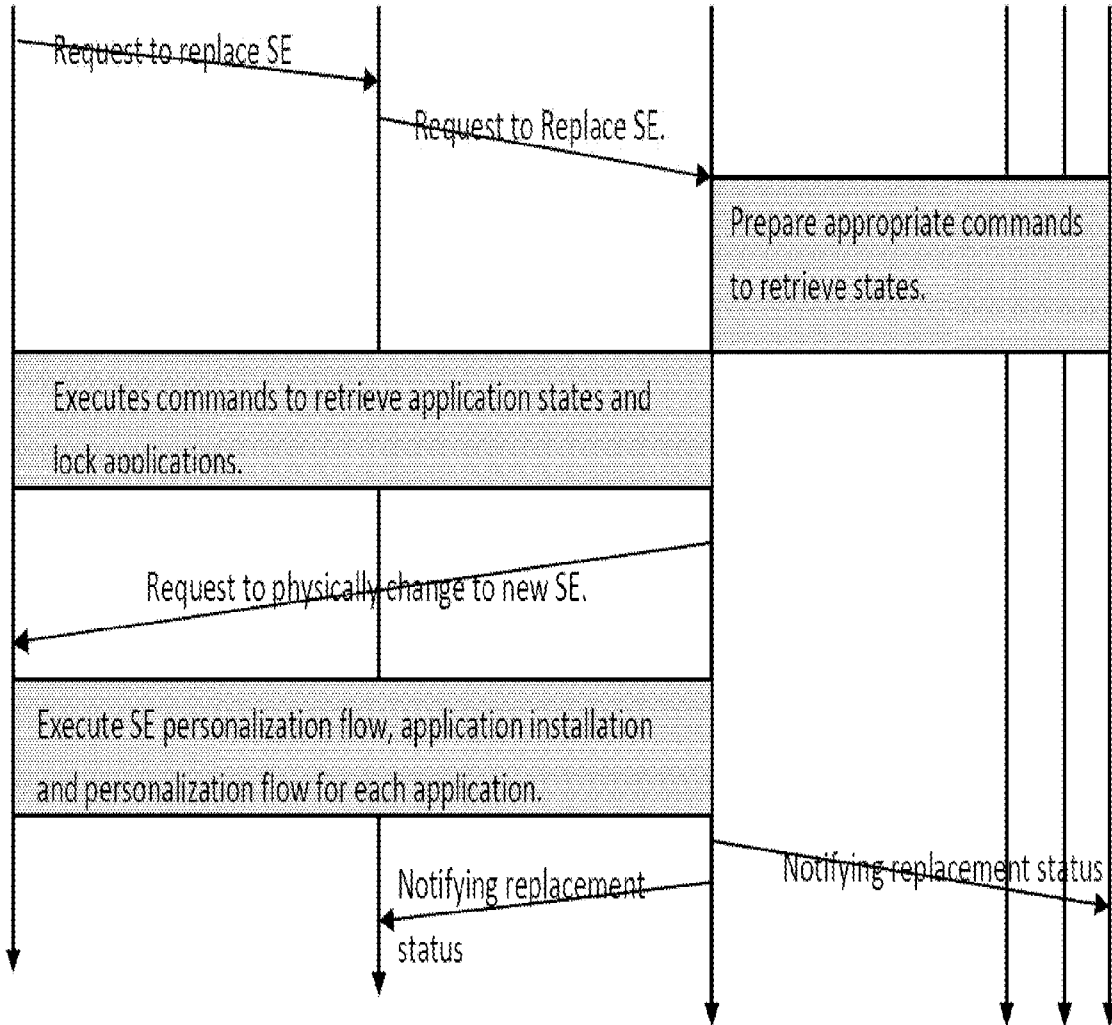 Request to replace SE
Request to Replace SE.
Prepare appropriate commands
to retrieve states.
Executes commands to retrieve application states and
lock applications.
Request to physically change to new SE.
Execute SE personalization flow, application installation
and personalization flow for each application.
Notifying replacement status
Notifying replacement
status